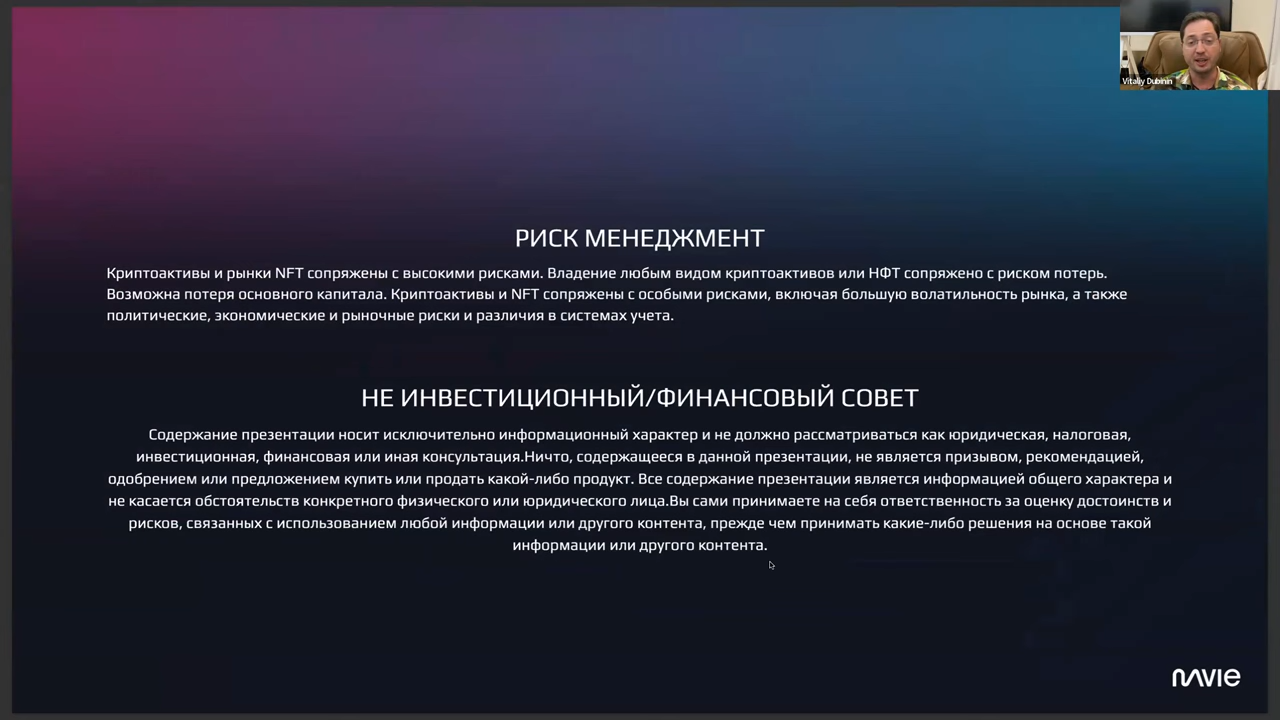 Vitaliy Dubinin
РИСК МЕНЕДЖМЕНТ
Криптоактивы и рынки NFT сопряжены с высокими рисками. Владение любым видом криптоактивов или НФТ сопряжено с риском потерь.
Возможна потеря основного капитала. Криптоактивы и NFT сопряжены с особыми рисками, включая большую волатильность рынка, а также
политические, экономические и рыночные риски и различия в системах учета.
НЕ ИНВЕСТИЦИОННЫЙ/ФИНАНСОВЫЙ СОВЕТ
Содержание презентации носит исключительно информационный характер и не должно рассматриваться как юридическая, налоговая,
инвестиционная, финансовая или иная консультация.Ничто, содержащееся в данной презентации, не является призывом, рекомендацией,
одобрением или предложением купить или продать какой-либо продукт. Все содержание презентации является информацией общего характера и
не касается обстоятельств конкретного физического или юридического лица.Вы сами принимаете на себя ответственность за оценку достоинств и
рисков, связанных с использованием любой информации или другого контента, прежде чем принимать какие-либо решения на основе такой
информации или другого контента.
mavie